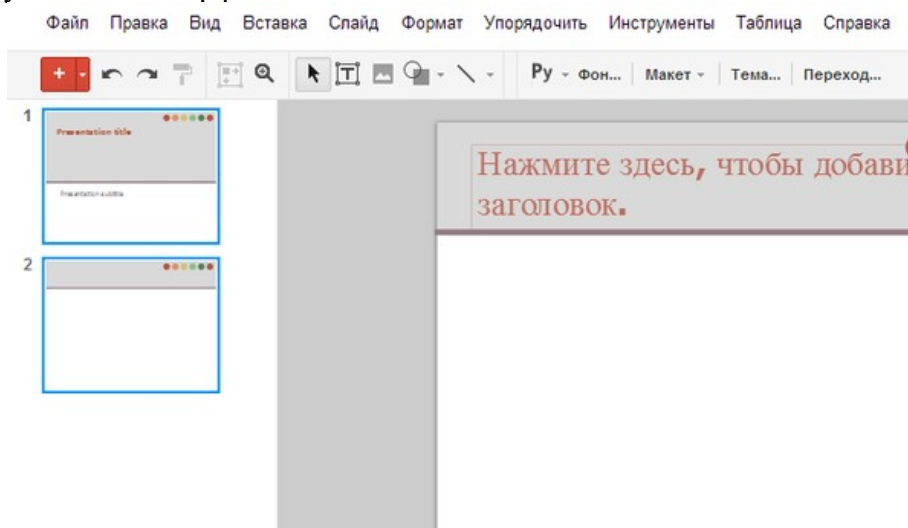 Файл Правка Вид Вставка Слайд Формат Упорядочить Инструменты Таблица Справка
Ру Фон... Макет Тема... Переход...
1
Presentation title
Presentation subtitle
2
Нажмите здесь, чтобы добави
заголовок.